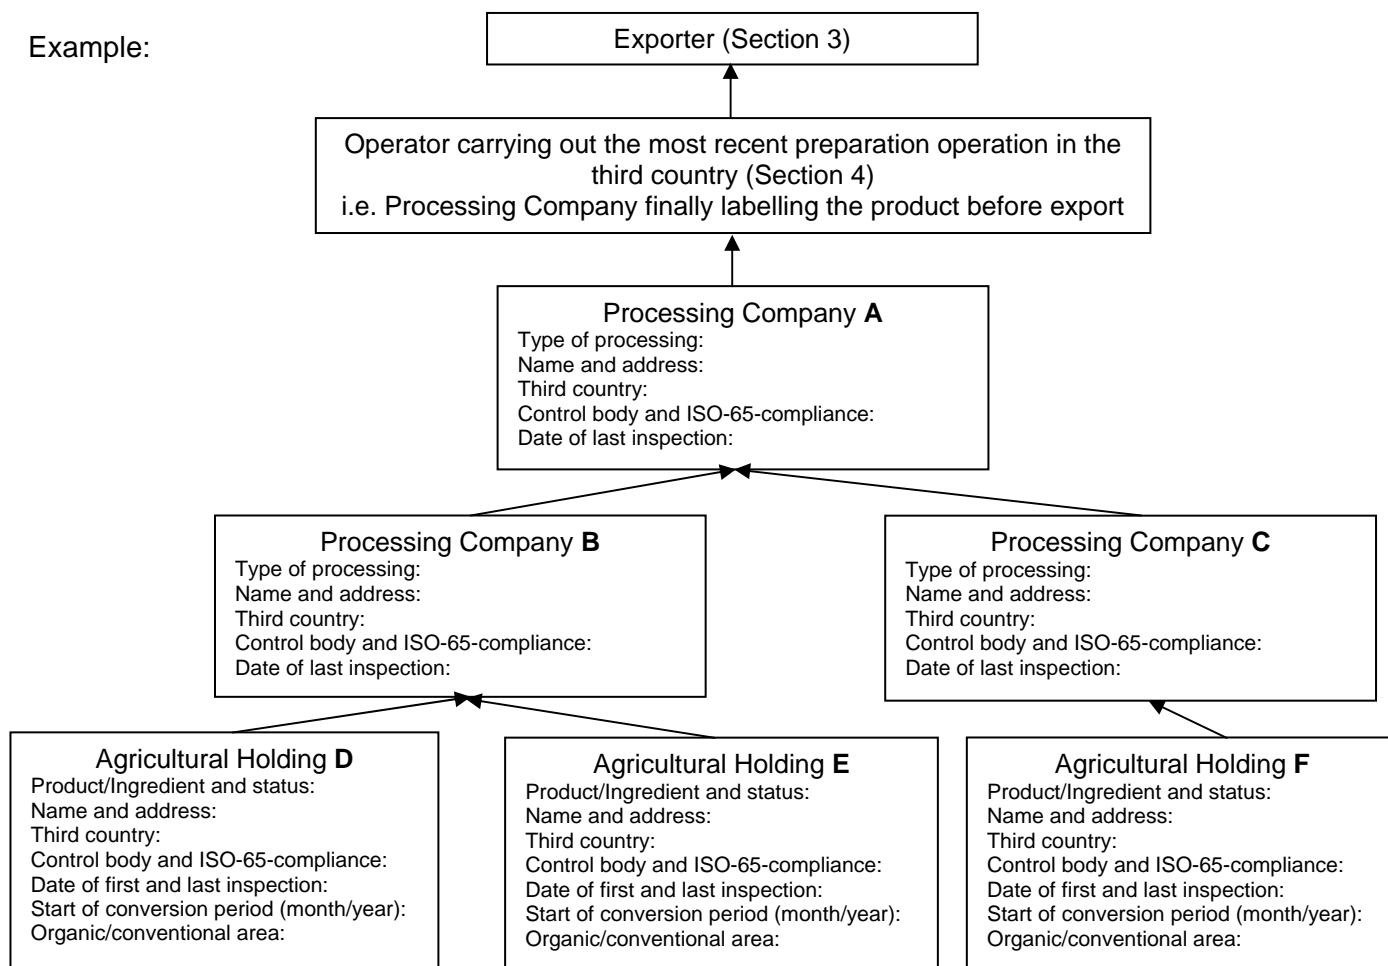 Example:
Exporter (Section 3)
Operator carrying out the most recent preparation operation in the
third country (Section 4)
i.e. Processing Company finally labelling the product before export
Processing Company A
Type of processing:
Name and address:
Third country:
Control body and ISO-65-compliance:
Date of last inspection:
Processing Company B
Type of processing:
Name and address:
Third country:
Control body and ISO-65-compliance:
Date of last inspection:
Processing Company C
Type of processing:
Name and address:
Third country:
Control body and ISO-65-compliance:
Date of last inspection:
Agricultural Holding D
Product/Ingredient and status:
Name and address:
Third country:
Control body and ISO-65-compliance:
Date of first and last inspection:
Start of conversion period (month/year):
Organic/conventional area:
Agricultural Holding E
Product/Ingredient and status:
Name and address:
Third country:
Control body and ISO-65-compliance:
Date of first and last inspection:
Start of conversion period (month/year):
Organic/conventional area:
Agricultural Holding F
Product/Ingredient and status:
Name and address:
Third country:
Control body and ISO-65-compliance:
Date of first and last inspection:
Start of conversion period (month/year):
Organic/conventional area: